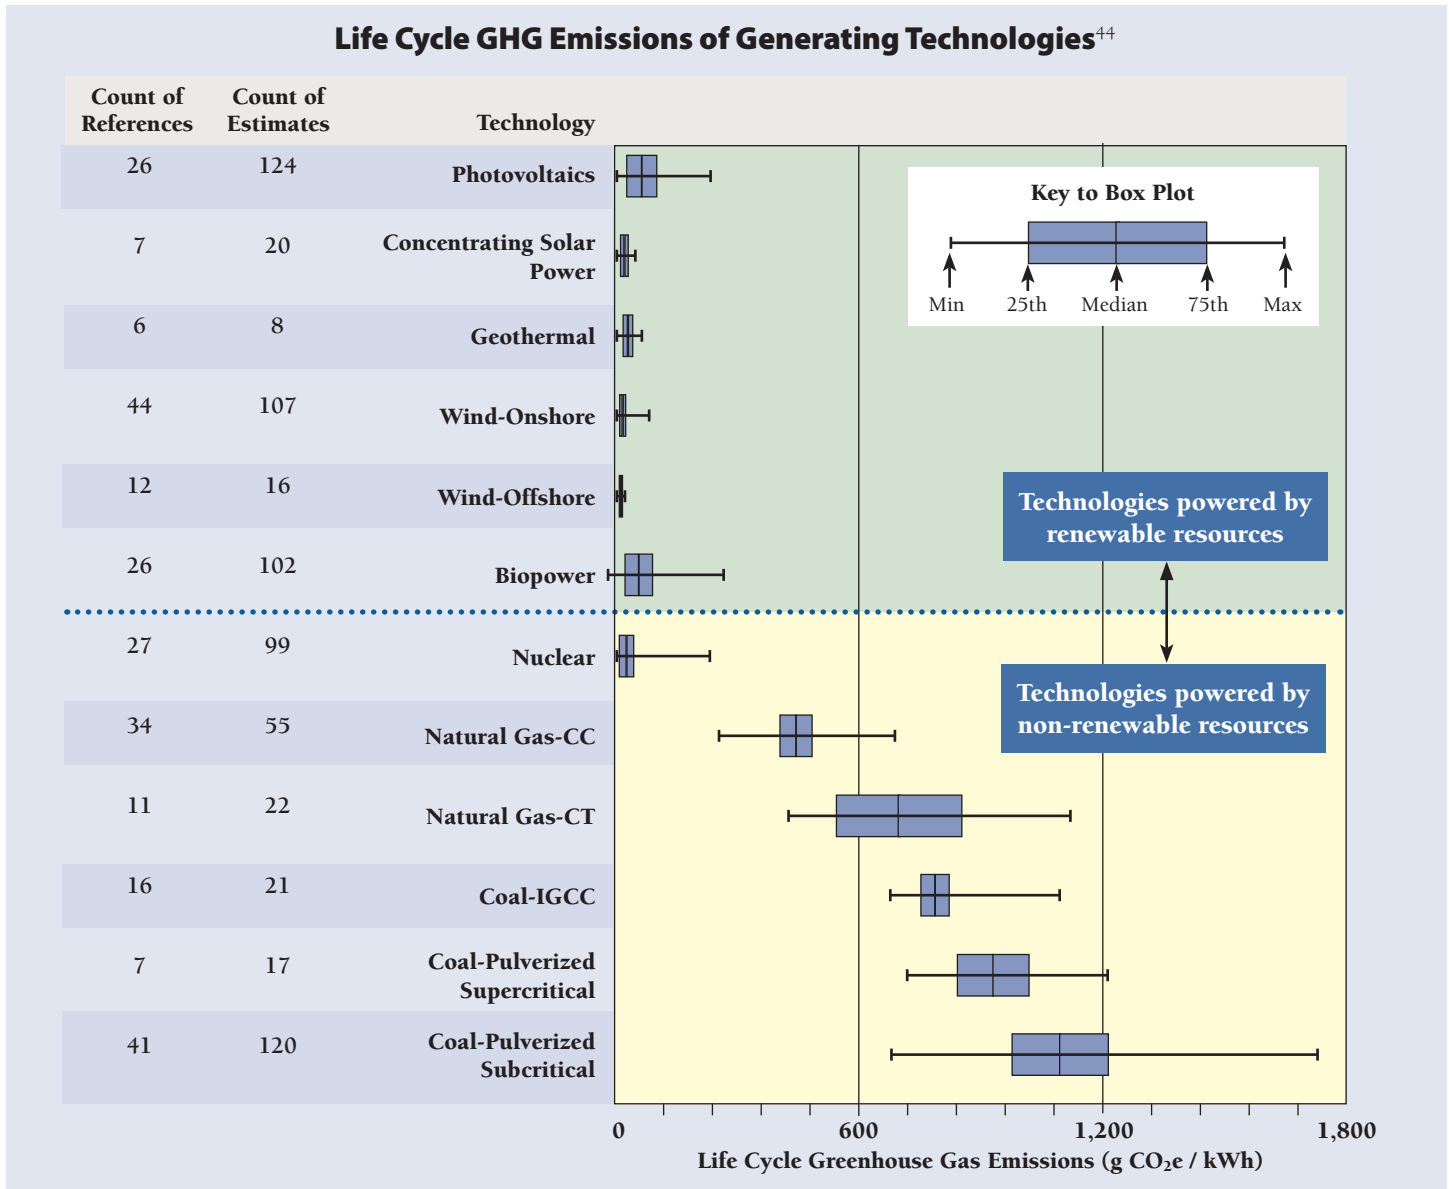 Life Cycle GHG Emissions of Generating Technologies44
Count of References
Count of Estimates
Technology
26 124 Photovoltaics
7 20 Concentrating Solar
Power
6 8 Geothermal
44 107 Wind-Onshore
12 16 Wind-Offshore
26 102 Biopower
27 99 Nuclear
34 55 Natural Gas-CC
11 22 Natural Gas-CT
16 21 Coal-IGCC
7 17 Coal-Pulverized
Supercritical
41 120 Coal-Pulverized
Subcritical
Key to Box Plot
Min 25th Median 75th Max
Technologies powered by
renewable resources
Technologies powered by
non-renewable resources
0 600 1,200 1,800
Life Cycle Greenhouse Gas Emissions (g CO₂e / kWh)